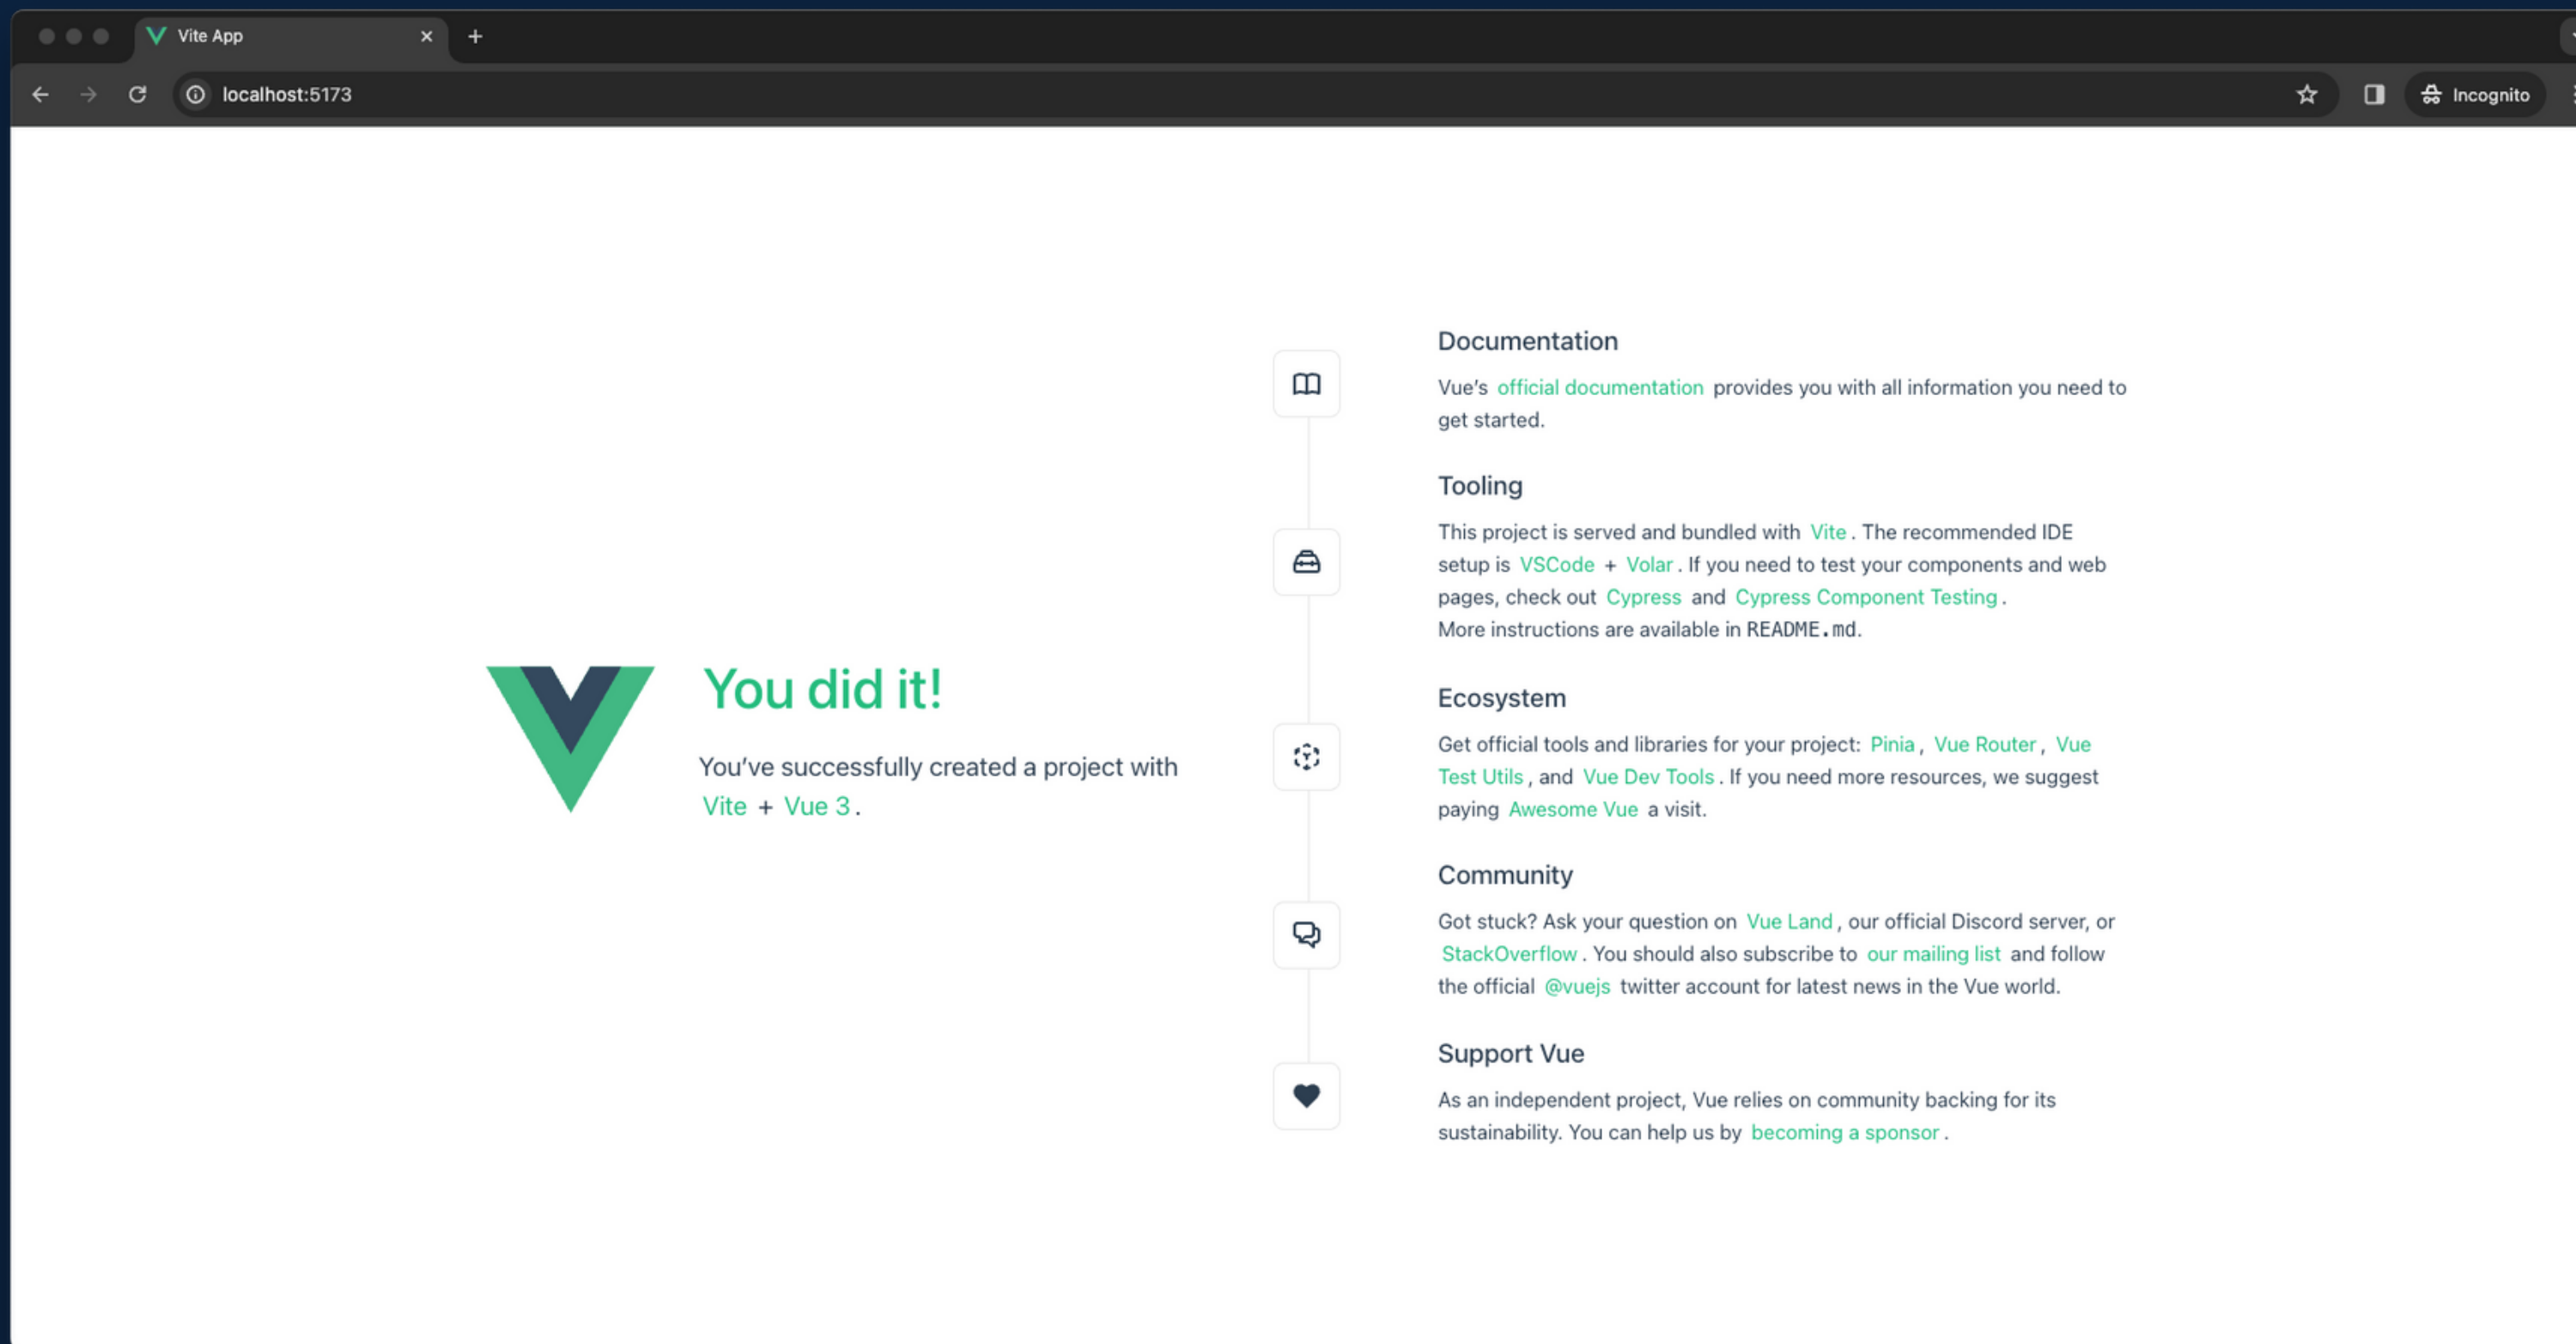 Vite App
localhost:5173
Incognito
You did it!
You’ve successfully created a project with
Vite + Vue 3.
Documentation
Vue’s official documentation provides you with all information you need to
get started.
Tooling
This project is served and bundled with Vite. The recommended IDE
setup is VSCode + Volar. If you need to test your components and web
pages, check out Cypress and Cypress Component Testing.
More instructions are available in README.md.
Ecosystem
Get official tools and libraries for your project: Pinia, Vue Router, Vue
Test Utils, and Vue Dev Tools. If you need more resources, we suggest
paying Awesome Vue a visit.
Community
Got stuck? Ask your question on Vue Land, our official Discord server, or
StackOverflow. You should also subscribe to our mailing list and follow
the official @vuejs twitter account for latest news in the Vue world.
Support Vue
As an independent project, Vue relies on community backing for its
sustainability. You can help us by becoming a sponsor.